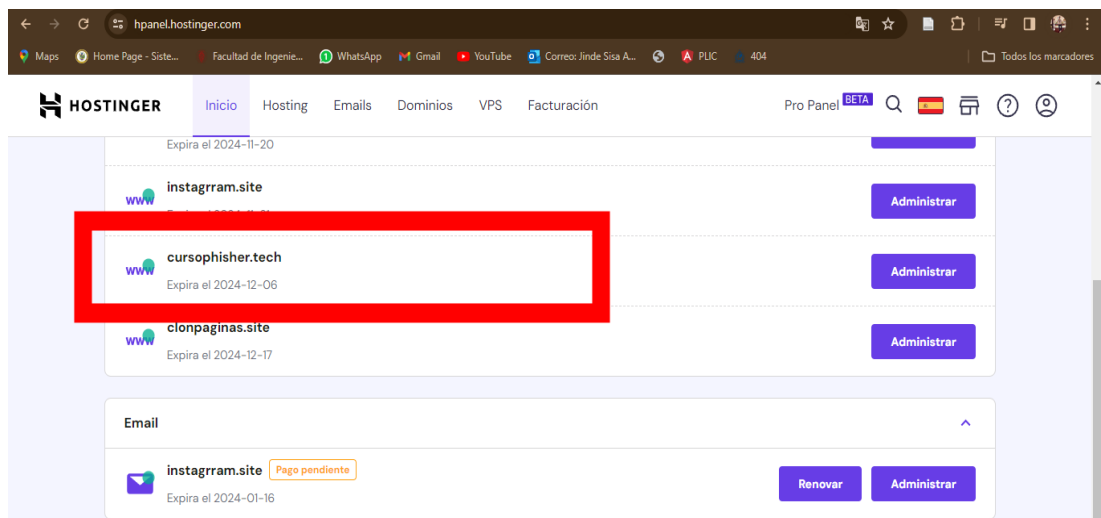 hpanel.hostinger.com
Maps Home Page - Siste... Facultad de Ingenie... WhatsApp Gmail YouTube Correo: Jinde Sisa A... PLIC 404 Todos los marcadores
HOSTINGER Inicio Hosting Emails Dominios VPS Facturación Pro Panel BETA
Expira el 2024-11-20
instagrram.site
Administrar
cursophisher.tech
Expira el 2024-12-06
Administrar
clonpaginas.site
Expira el 2024-12-17
Administrar
Email
instagrram.site Pago pendiente
Expira el 2024-01-16
Renovar Administrar